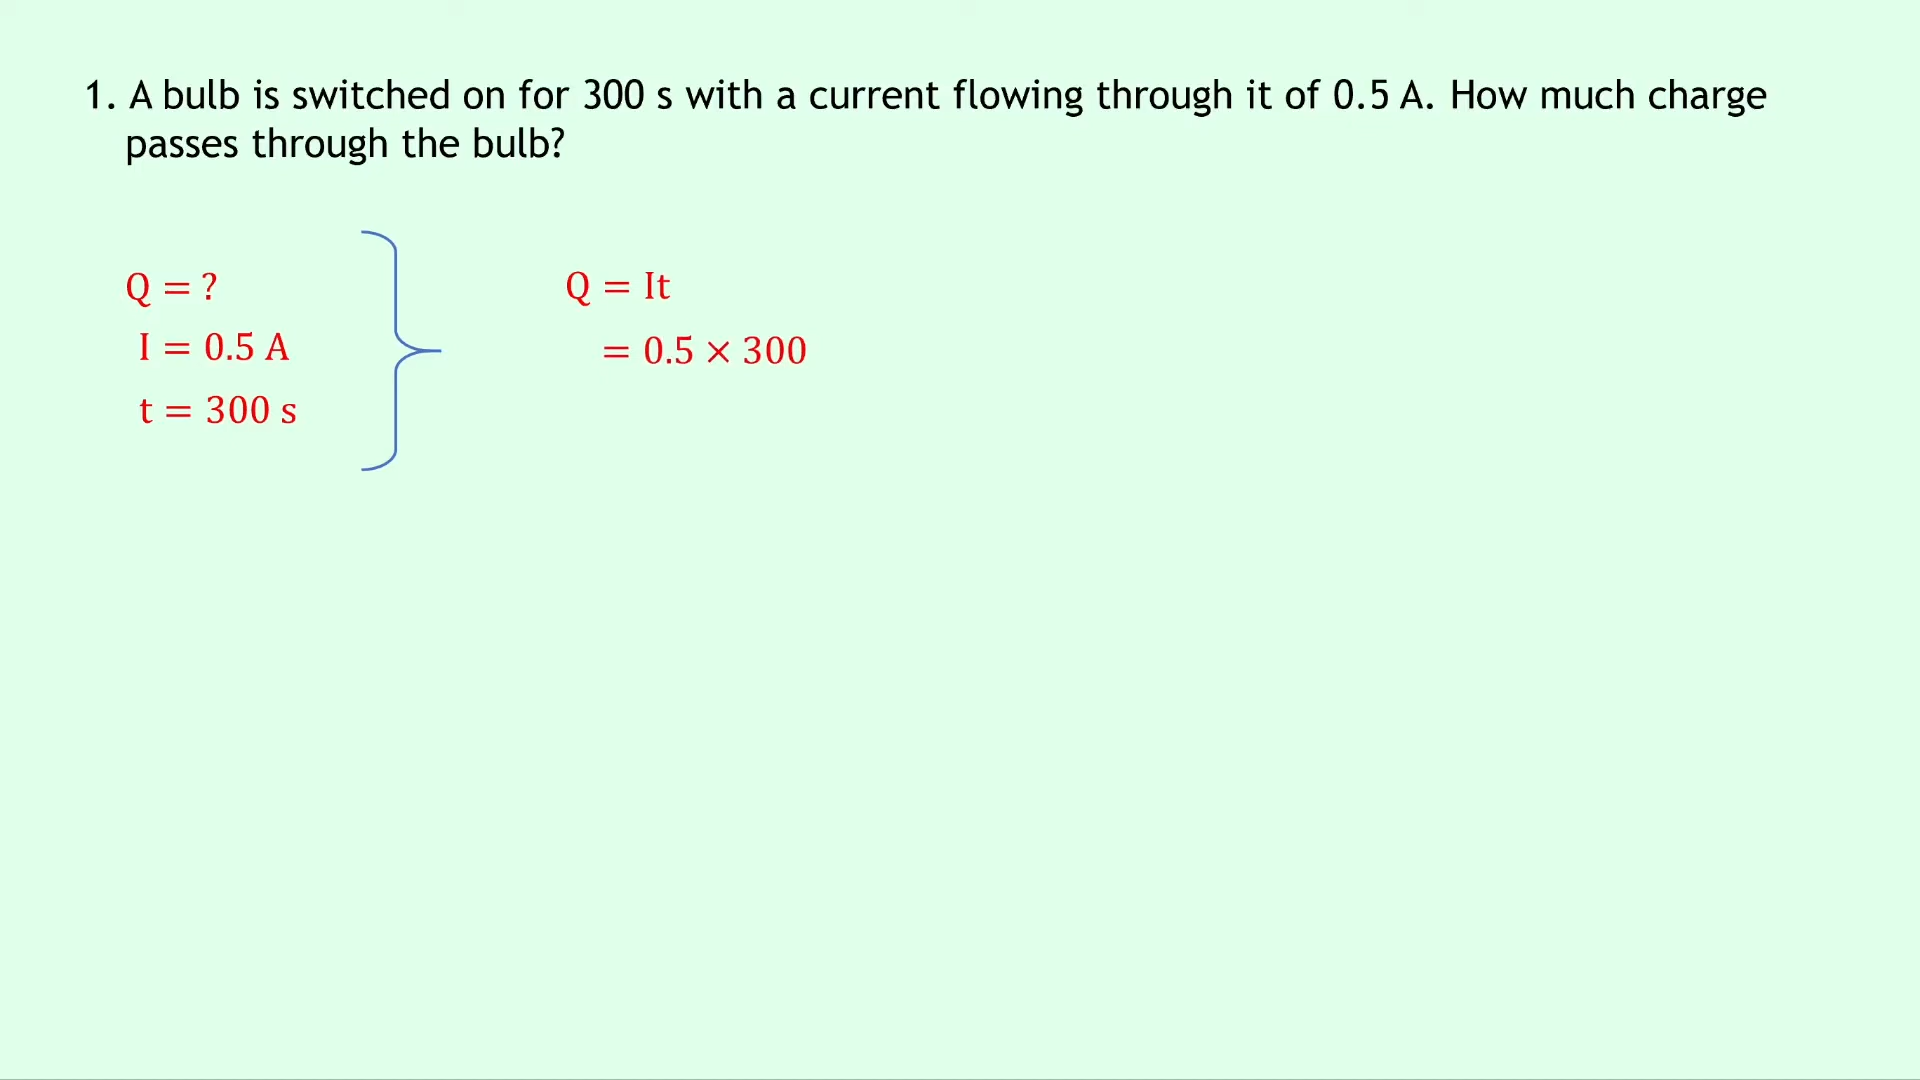 1. A bulb is switched on for 300 s with a current flowing through it of 0.5 A. How much charge
passes through the bulb?
Q = ?
I = 0.5 A
t = 300 s
Q = It
= 0.5 × 300